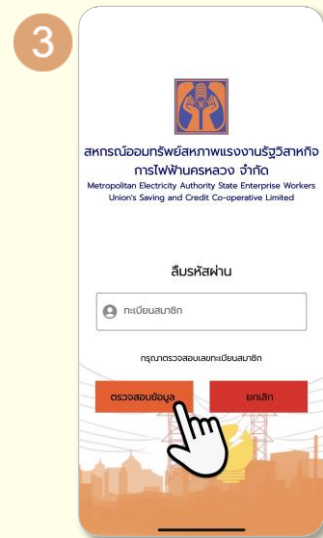 3
สหกรณ์ออมทรัพย์สหภาพแรงงานรัฐวิสาหกิจ
การไฟฟ้านครหลวง จำกัด
Metropolitan Electricity Authority State Enterprise Workers
Union's Saving and Credit Co-operative Limited
ลืมรหัสผ่าน
ทะเบียนสมาชิก
กรุณาตรวจสอบเลขทะเบียนสมาชิก
ตรวจสอบข้อมูล ยกเลิก